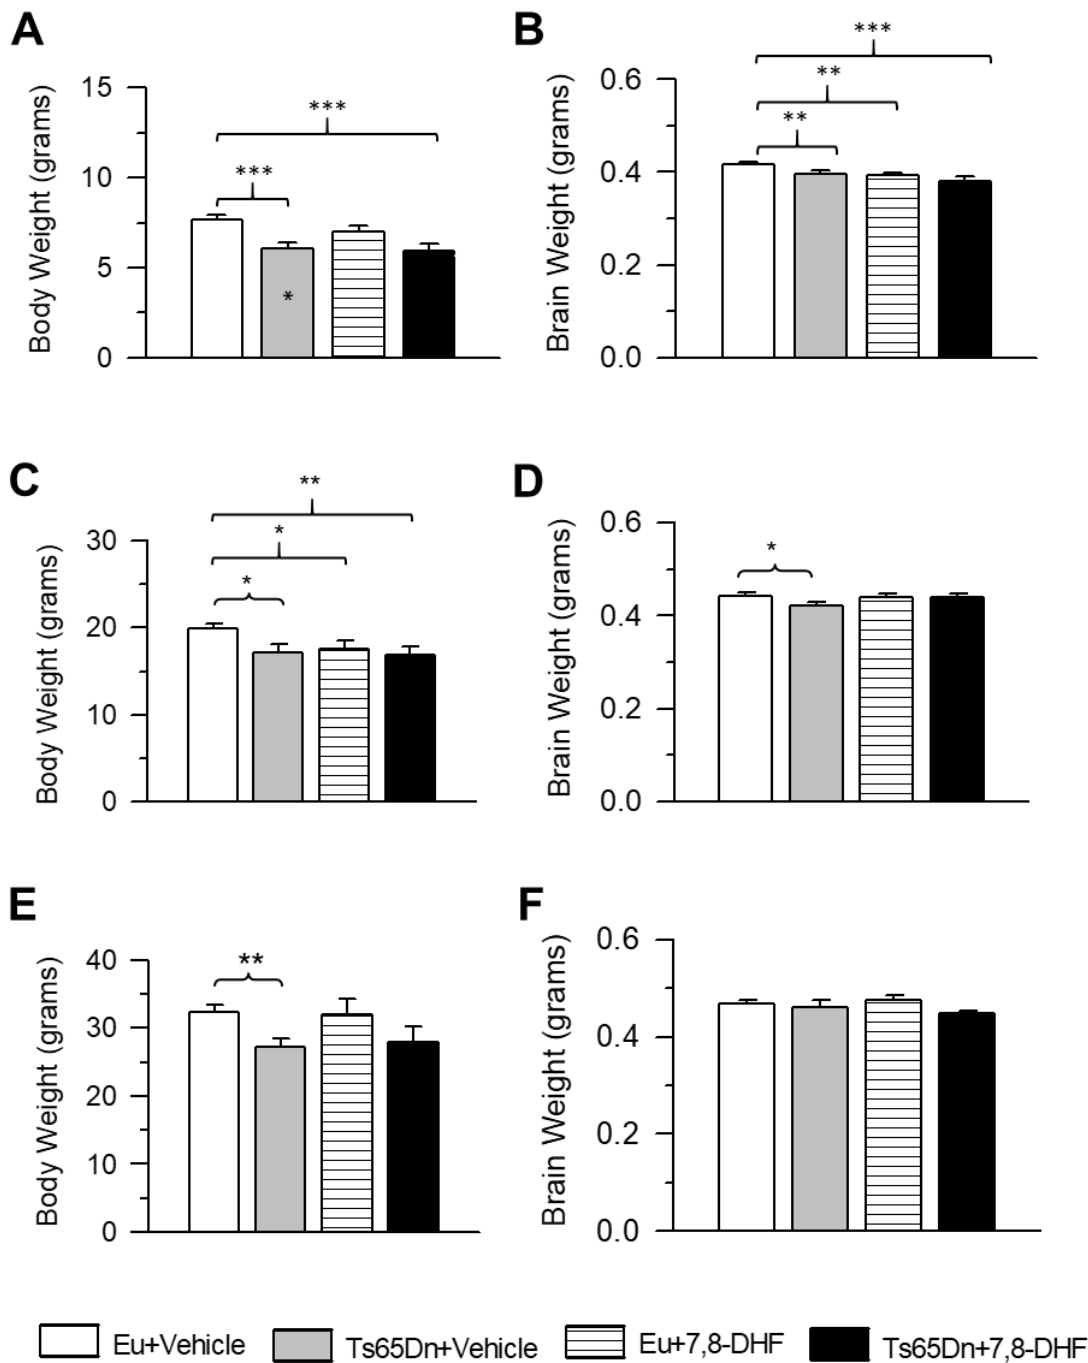 A
Body Weight (grams)
15
10
5
0
***
***
*
B
Brain Weight (grams)
0.6
0.4
0.2
0.0
***
**
**
C
Body Weight (grams)
30
20
10
0
**
*
*
D
Brain Weight (grams)
0.6
0.4
0.2
0.0
*
E
Body Weight (grams)
40
30
20
10
0
**
F
Brain Weight (grams)
0.6
0.4
0.2
0.0
Eu+Vehicle
Ts65Dn+Vehicle
Eu+7,8-DHF
Ts65Dn+7,8-DHF